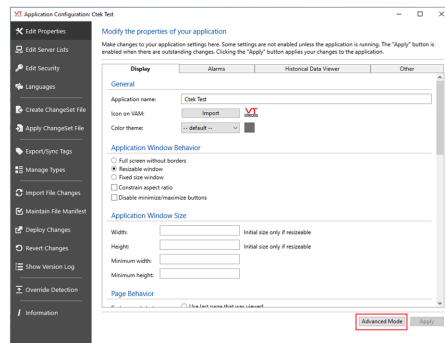 VT Application Configuration: Ctek Test
Edit Properties
Edit Server Lists
Edit Security
Languages
Create ChangeSet File
Apply ChangeSet File
Export/Sync Tags
Manage Types
Import File Changes
Maintain File Manifest
Deploy Changes
Revert Changes
Show Version Log
Override Detection
Information
Modify the properties of your application
Make changes to your application settings here. Some settings are not enabled unless the application is running. The "Apply" button is
enabled when there are outstanding changes. Clicking the "Apply" button applies your changes to the application.
Display Alarms Historical Data Viewer Other
General
Application name: Ctek Test
Icon on VAM: Import VT
Color theme: -- default --
Application Window Behavior
Full screen without borders
Resizable window
Fixed size window
Constrain aspect ratio
Disable minimize/maximize buttons
Application Window Size
Width: Initial size only if resizeable
Height: Initial size only if resizeable
Minimum width:
Minimum height:
Page Behavior
Use last page that was viewed
Advanced Mode Apply